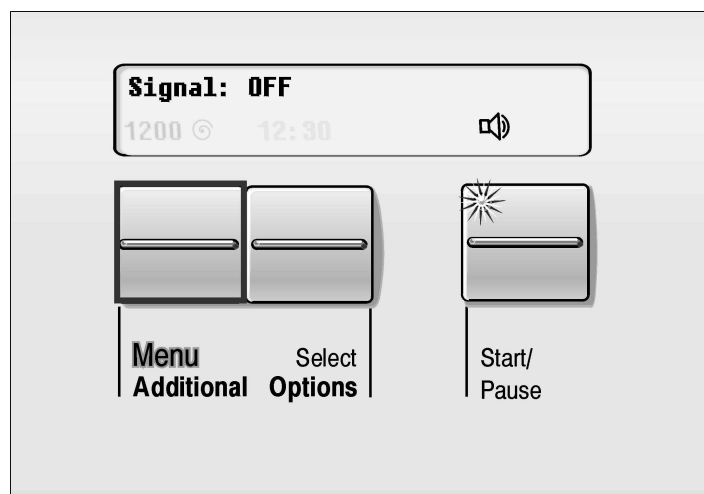 Signal: OFF
1200 12:30
Menu Select
Additional Options
Start/
Pause